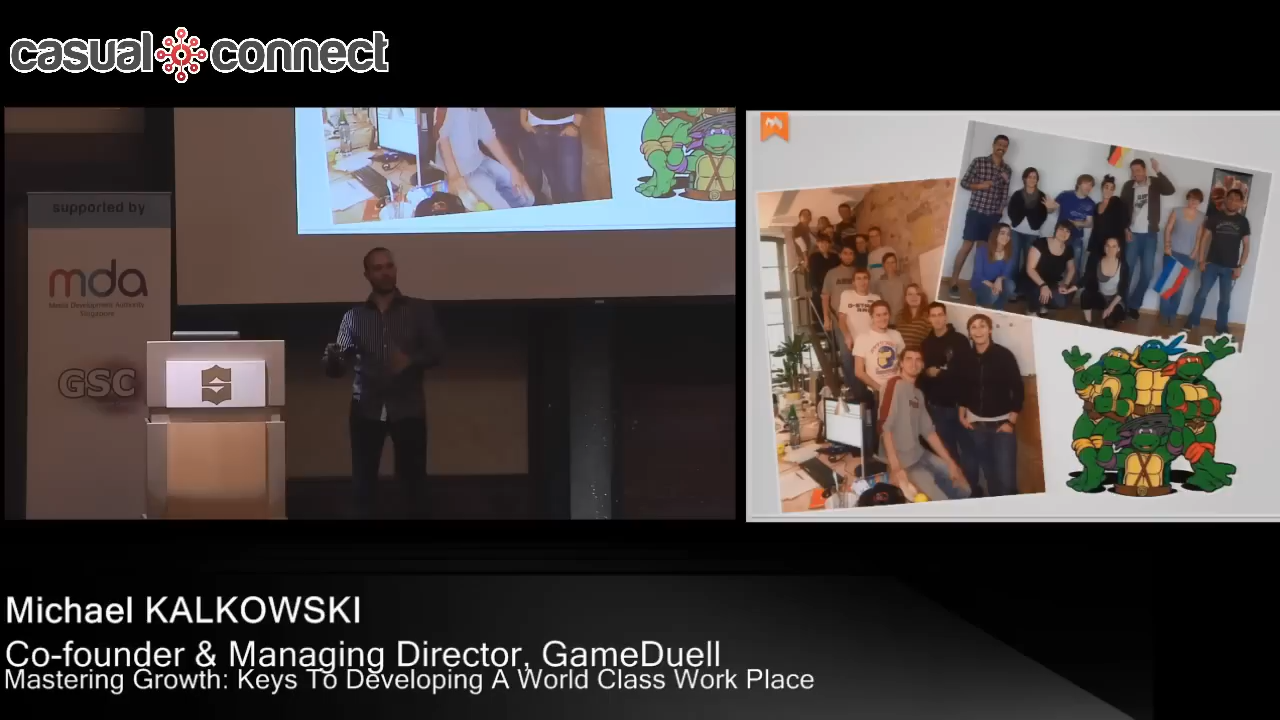 casual connect
supported by
mda
Media Development Authority
Singapore
GSC
Michael KALKOWSKI
Co-founder & Managing Director, GameDuell
Mastering Growth: Keys To Developing A World Class Work Place